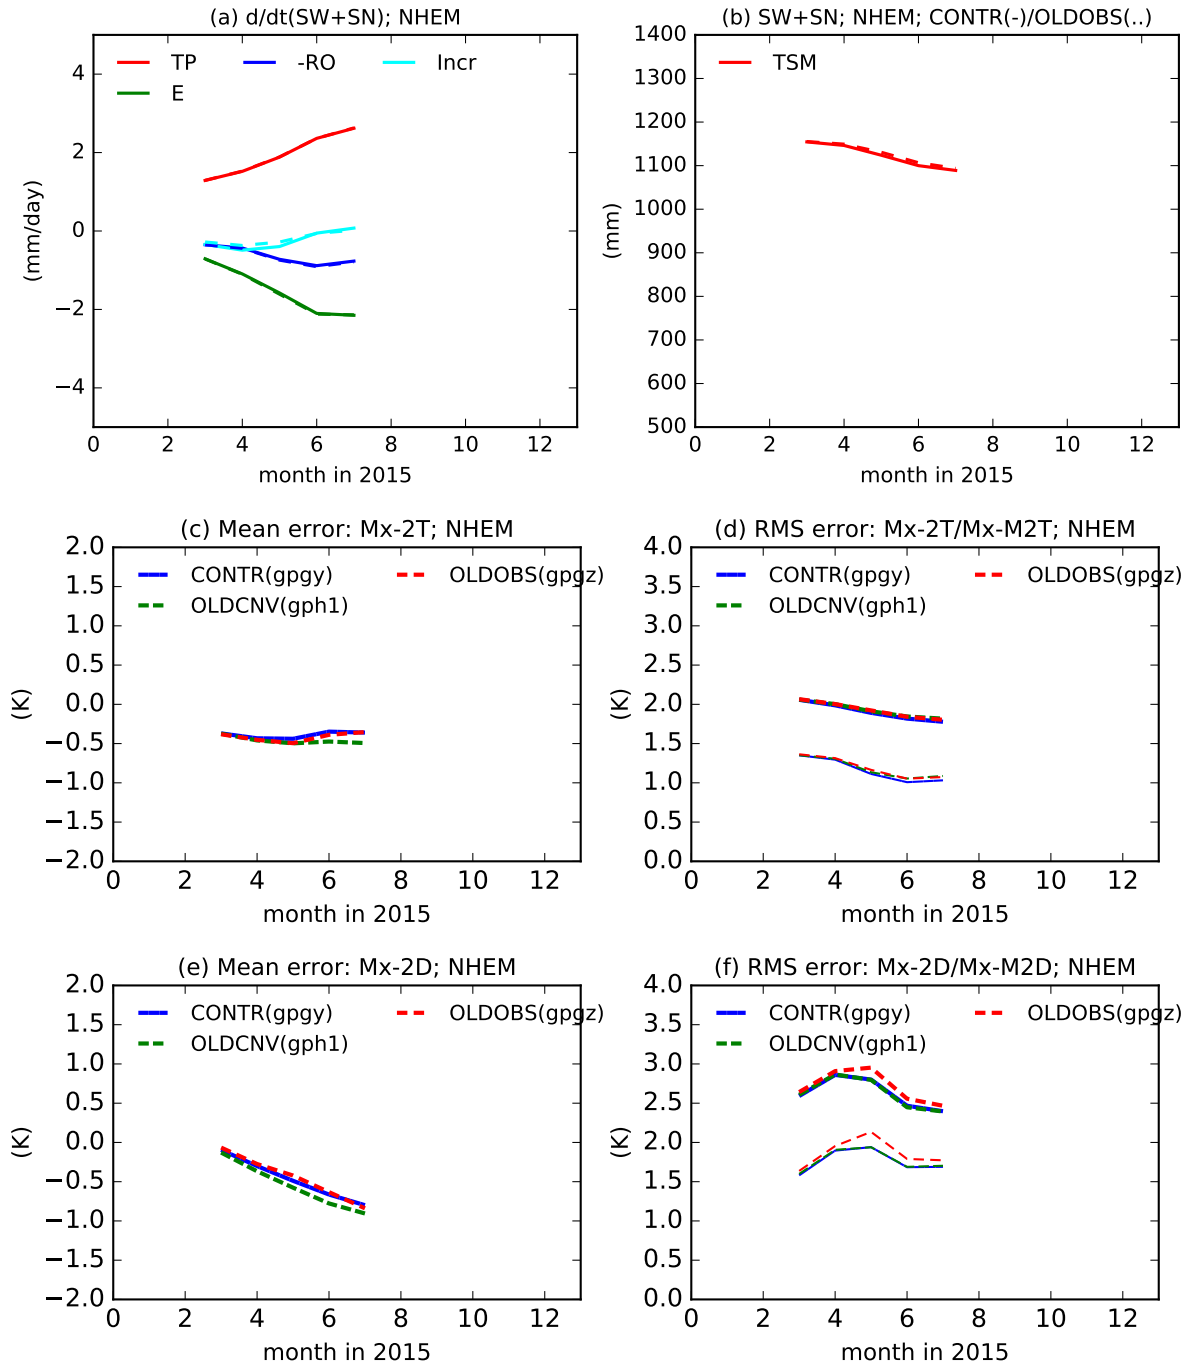 (a) d/dt(SW+SN); NHEM
TP -RO Incr
E
4
2
0
−2
−4
(mm/day)
0 2 4 6 8 10 12
month in 2015
(b) SW+SN; NHEM; CONTR(-)/OLDOBS(..)
TSM
1400
1300
1200
1100
1000
900
800
700
600
500
(mm)
0 2 4 6 8 10 12
month in 2015
(c) Mean error: Mx-2T; NHEM
CONTR(gpgy) OLDOBS(gpgz)
OLDCNV(gph1)
2.0
1.5
1.0
0.5
0.0
−0.5
−1.0
−1.5
−2.0
(K)
0 2 4 6 8 10 12
month in 2015
(d) RMS error: Mx-2T/Mx-M2T; NHEM
CONTR(gpgy) OLDOBS(gpgz)
OLDCNV(gph1)
4.0
3.5
3.0
2.5
2.0
1.5
1.0
0.5
0.0
(K)
0 2 4 6 8 10 12
month in 2015
(e) Mean error: Mx-2D; NHEM
CONTR(gpgy) OLDOBS(gpgz)
OLDCNV(gph1)
2.0
1.5
1.0
0.5
0.0
−0.5
−1.0
−1.5
−2.0
(K)
0 2 4 6 8 10 12
month in 2015
(f) RMS error: Mx-2D/Mx-M2D; NHEM
CONTR(gpgy) OLDOBS(gpgz)
OLDCNV(gph1)
4.0
3.5
3.0
2.5
2.0
1.5
1.0
0.5
0.0
(K)
0 2 4 6 8 10 12
month in 2015